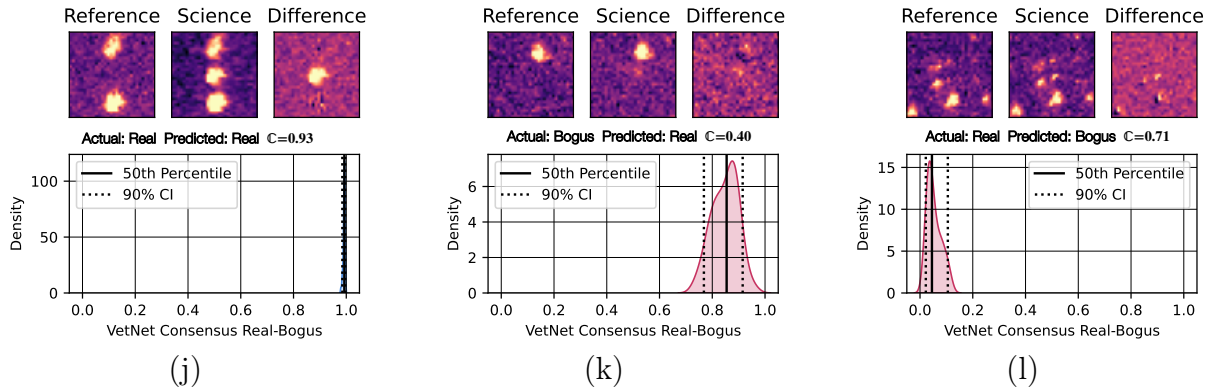 Reference Science Difference
Actual: Real Predicted: Real ℂ=0.93
50th Percentile
90% CI
Density
100
50
0
0.0 0.2 0.4 0.6 0.8 1.0
VetNet Consensus Real-Bogus
(j)
Reference Science Difference
Actual: Bogus Predicted: Real ℂ=0.40
50th Percentile
90% CI
Density
6
4
2
0
0.0 0.2 0.4 0.6 0.8 1.0
VetNet Consensus Real-Bogus
(k)
Reference Science Difference
Actual: Real Predicted: Bogus ℂ=0.71
50th Percentile
90% CI
Density
15
10
5
0
0.0 0.2 0.4 0.6 0.8 1.0
VetNet Consensus Real-Bogus
(l)